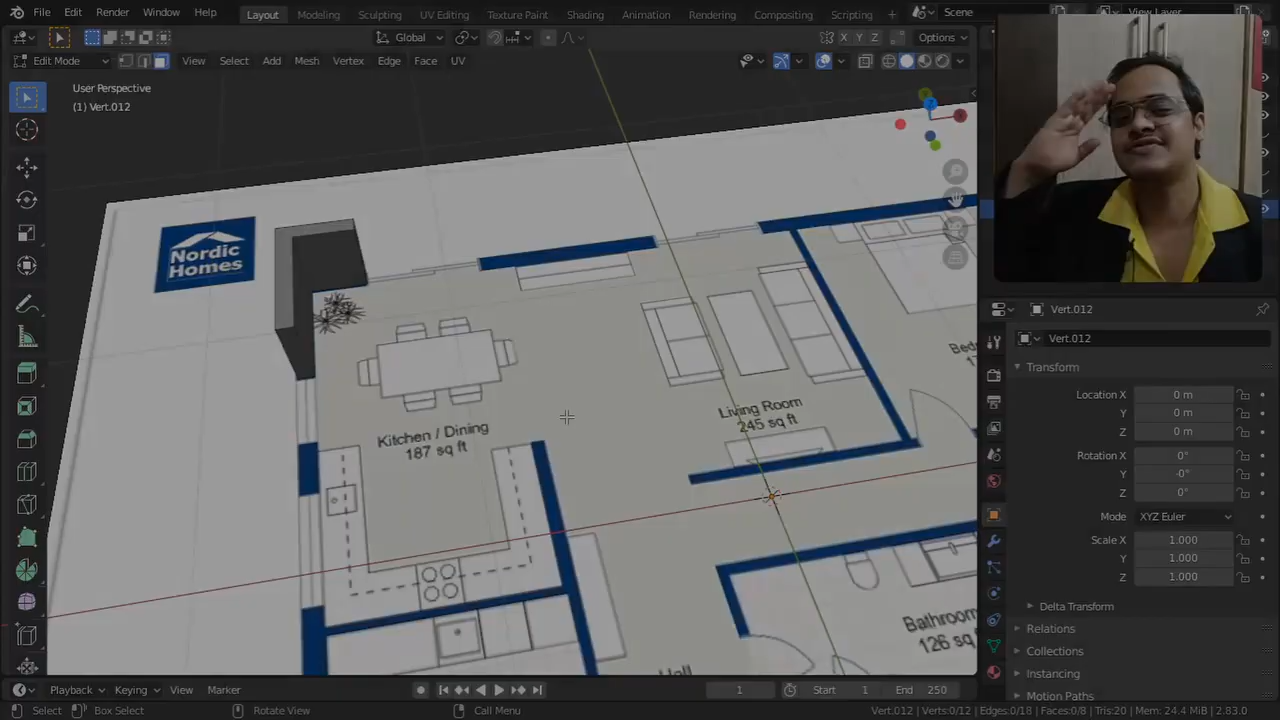 File Edit Render Window Help
Layout Modeling Sculpting UV Editing Texture Paint Shading Animation Rendering Compositing Scripting +
Scene
View Layer
Global
X Y Z
Options
Edit Mode
View Select Add Mesh Vertex Edge Face UV
User Perspective
(1) Vert.012
Nordic
Homes
Kitchen / Dining
187 sq ft
Living Room
245 sq ft
Bathroom
126 sq
Vert.012
Vert.012
Transform
Location X 0 m
Y 0 m
Z 0 m
Rotation X 0°
Y -0°
Z 0°
Mode XYZ Euler
Scale X 1.000
Y 1.000
Z 1.000
Delta Transform
Relations
Collections
Instancing
Motion Paths
Playback Keying View Marker
1
Start 1
End 250
Select
Box Select
Rotate View
Call Menu
Vert.012 | Verts:0/12 | Edges:0/18 | Faces:0/8 | Tris:20 | Mem: 24.4 MiB | 2.83.0